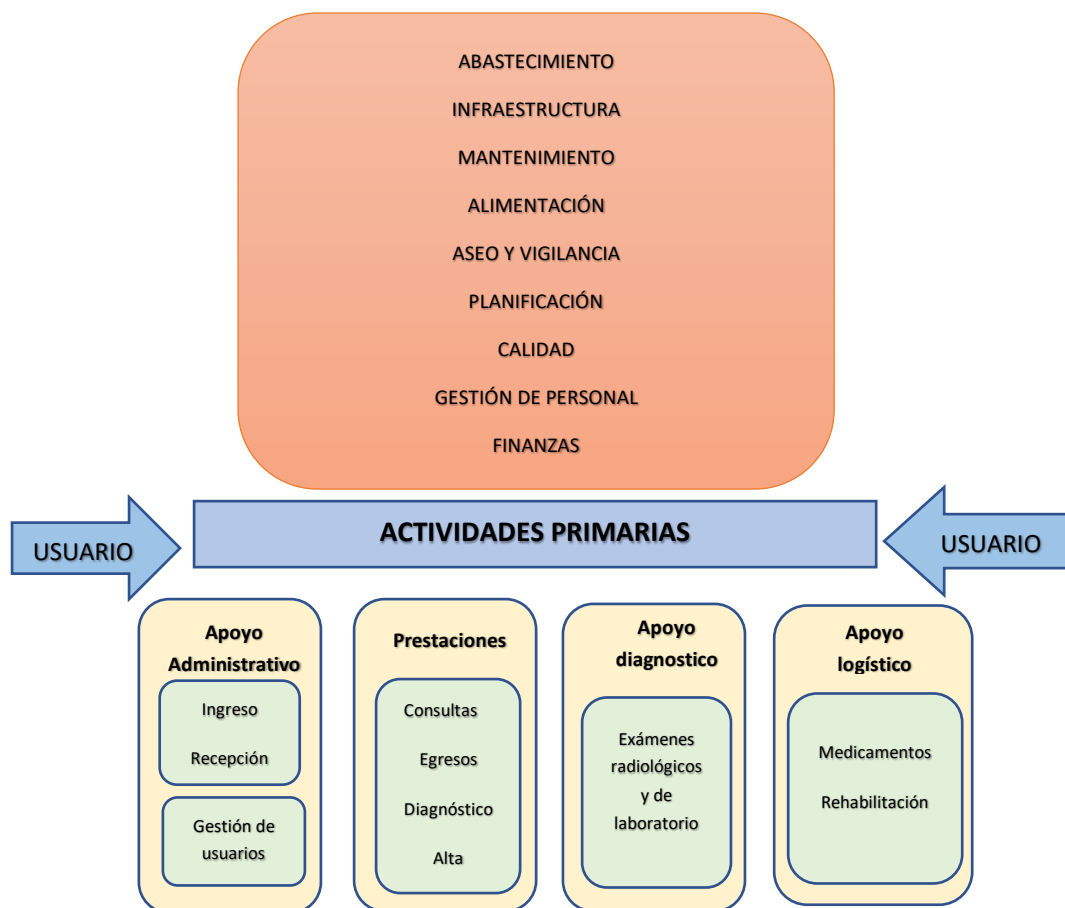 ABASTECIMIENTO
INFRAESTRUCTURA
MANTENIMIENTO
ALIMENTACIÓN
ASEO Y VIGILANCIA
PLANIFICACIÓN
CALIDAD
GESTIÓN DE PERSONAL
FINANZAS
USUARIO
ACTIVIDADES PRIMARIAS
USUARIO
Apoyo
Administrativo
Ingreso
Recepción
Gestión de
usuarios
Prestaciones
Consultas
Egresos
Diagnóstico
Alta
Apoyo
diagnostico
Exámenes
radiológicos
y de
laboratorio
Apoyo
logístico
Medicamentos
Rehabilitación